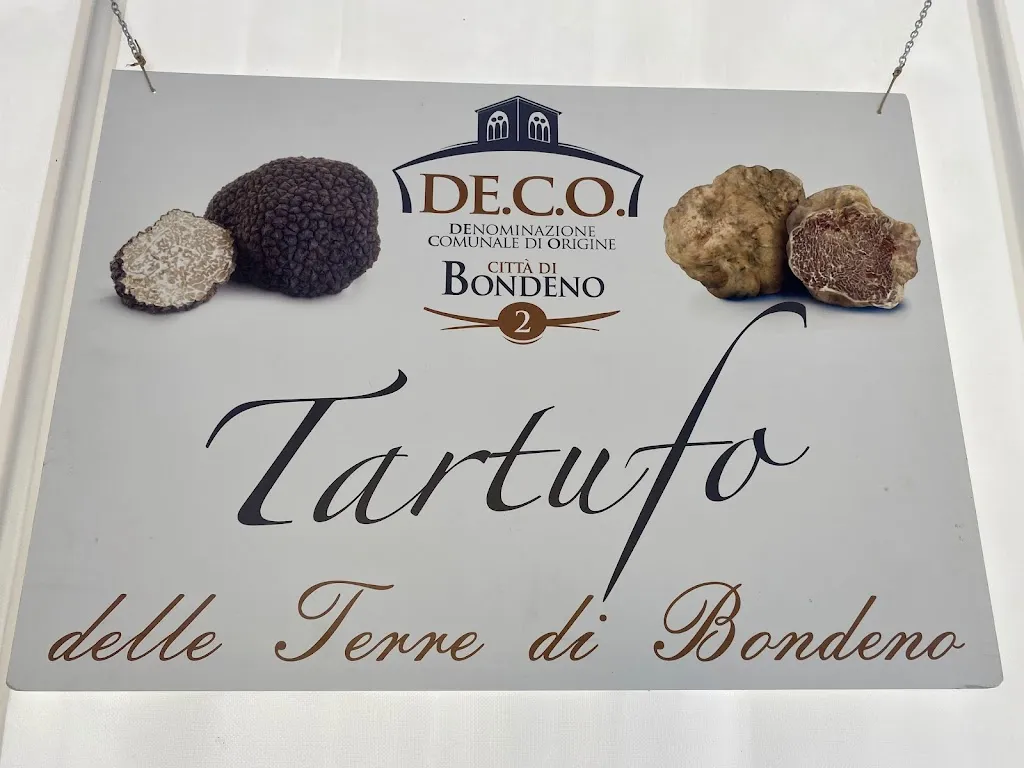 DE.C.O.
DENOMINAZIONE
COMUNALE DI ORIGINE
CITTÀ DI
BONDENO
2
Tartufo
delle Terre di Bondeno